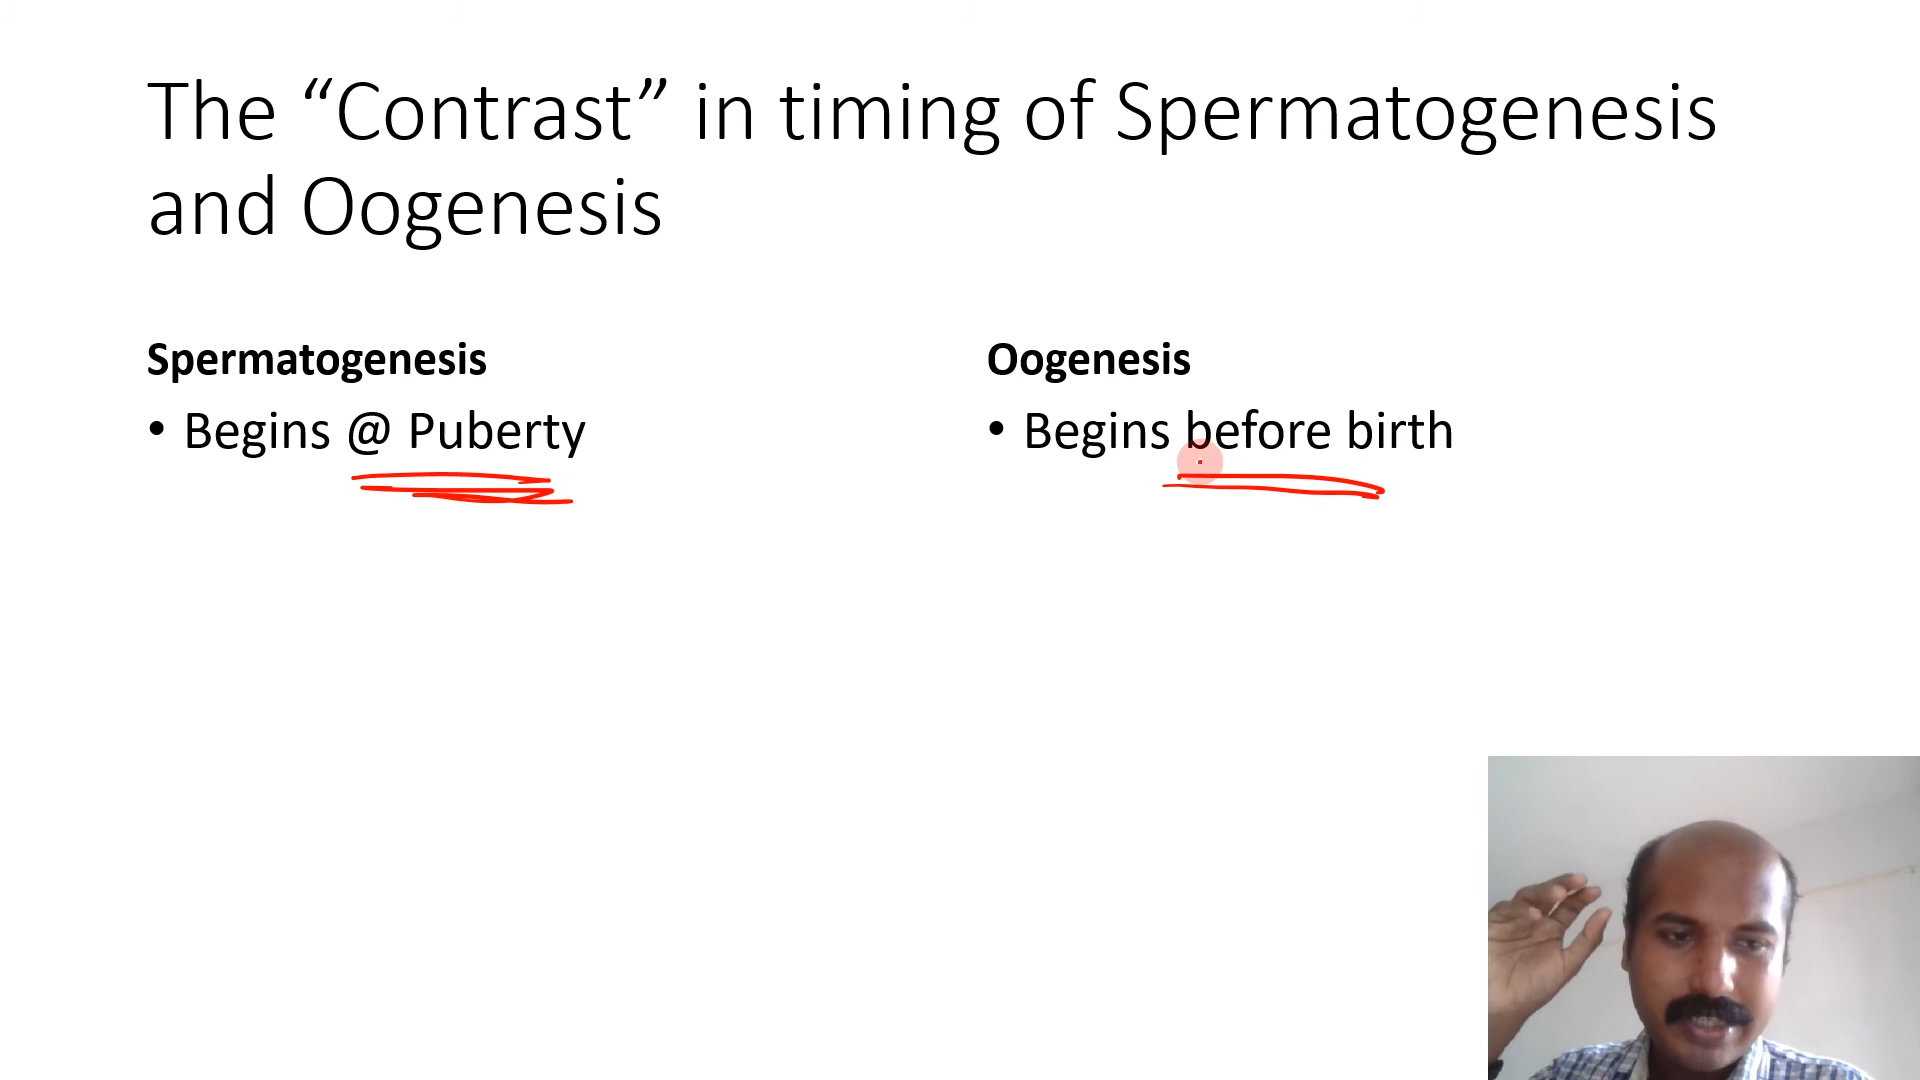 The “Contrast” in timing of Spermatogenesis
and Oogenesis
Spermatogenesis
• Begins @ Puberty
Oogenesis
• Begins before birth